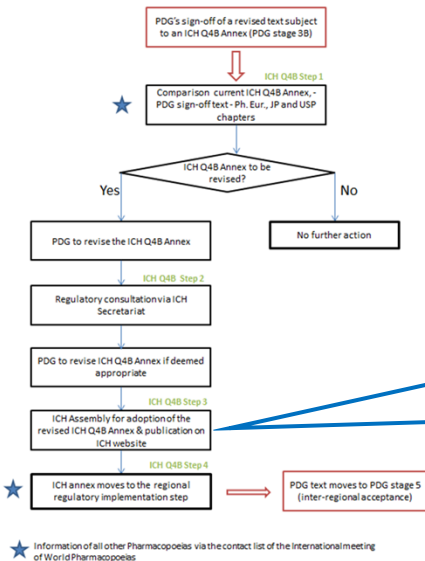 PDG's sign-off of a revised text subject
to an ICH Q4B Annex (PDG stage 3B)
ICH Q4B Step 1
Comparison current ICH Q4B Annex, -
PDG sign-off text - Ph. Eur., JP and USP
chapters
ICH Q4B Annex to be
revised?
Yes
No
PDG to revise the ICH Q4B Annex
No further action
ICH Q4B Step 2
Regulatory consultation via ICH
Secretariat
PDG to revise ICH Q4B Annex if deemed
appropriate
ICH Q4B Step 3
ICH Assembly for adoption of the
revised ICH Q4B Annex & publication on
ICH website
ICH Q4B Step 4
ICH annex moves to the regional
regulatory implementation step
PDG text moves to PDG stage 5
(inter-regional acceptance)
Information of all other Pharmacopoeias via the contact list of the International meeting
of World Pharmacopoeias